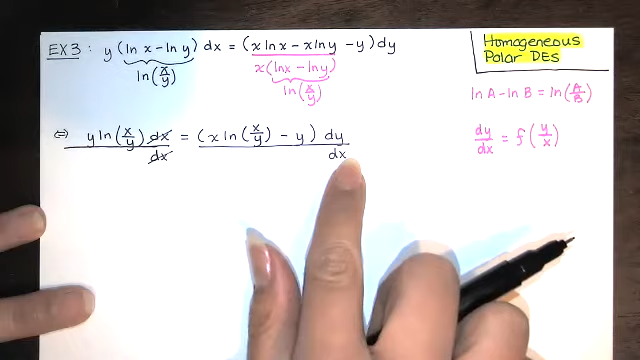 EX3 : y (ln x - ln y) dx = (x ln x - x ln y - y) dy
ln(x/y)
x(ln x - ln y)
ln(x/y)
⇔ y ln(x/y) dx = (x ln(x/y) - y) dy
dx dx
Homogeneous
Polar DEs
ln A - ln B = ln(A/B)
dy/dx = f(y/x)